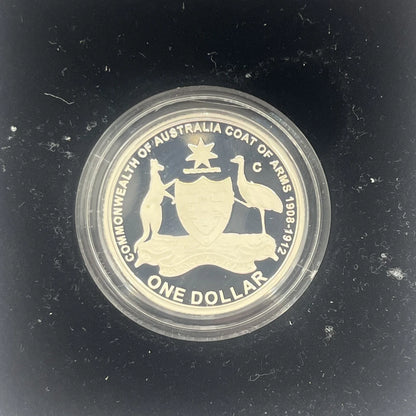 COMMONWEALTH OF AUSTRALIA COAT OF ARMS 1908-1912
C
ONE DOLLAR